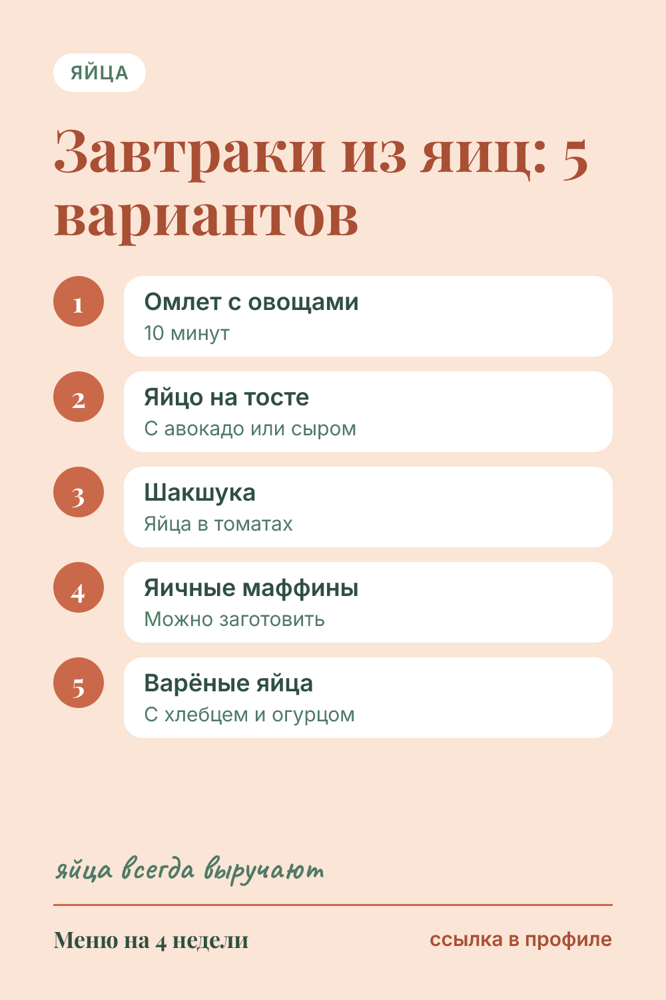 ЯЙЦА
Завтраки из яиц: 5
вариантов
1
Омлет с овощами
10 минут
2
Яйцо на тосте
С авокадо или сыром
3
Шакшука
Яйца в томатах
4
Яичные маффины
Можно заготовить
5
Варёные яйца
С хлебцем и огурцом
яйца всегда выручают
Меню на 4 недели
ссылка в профиле